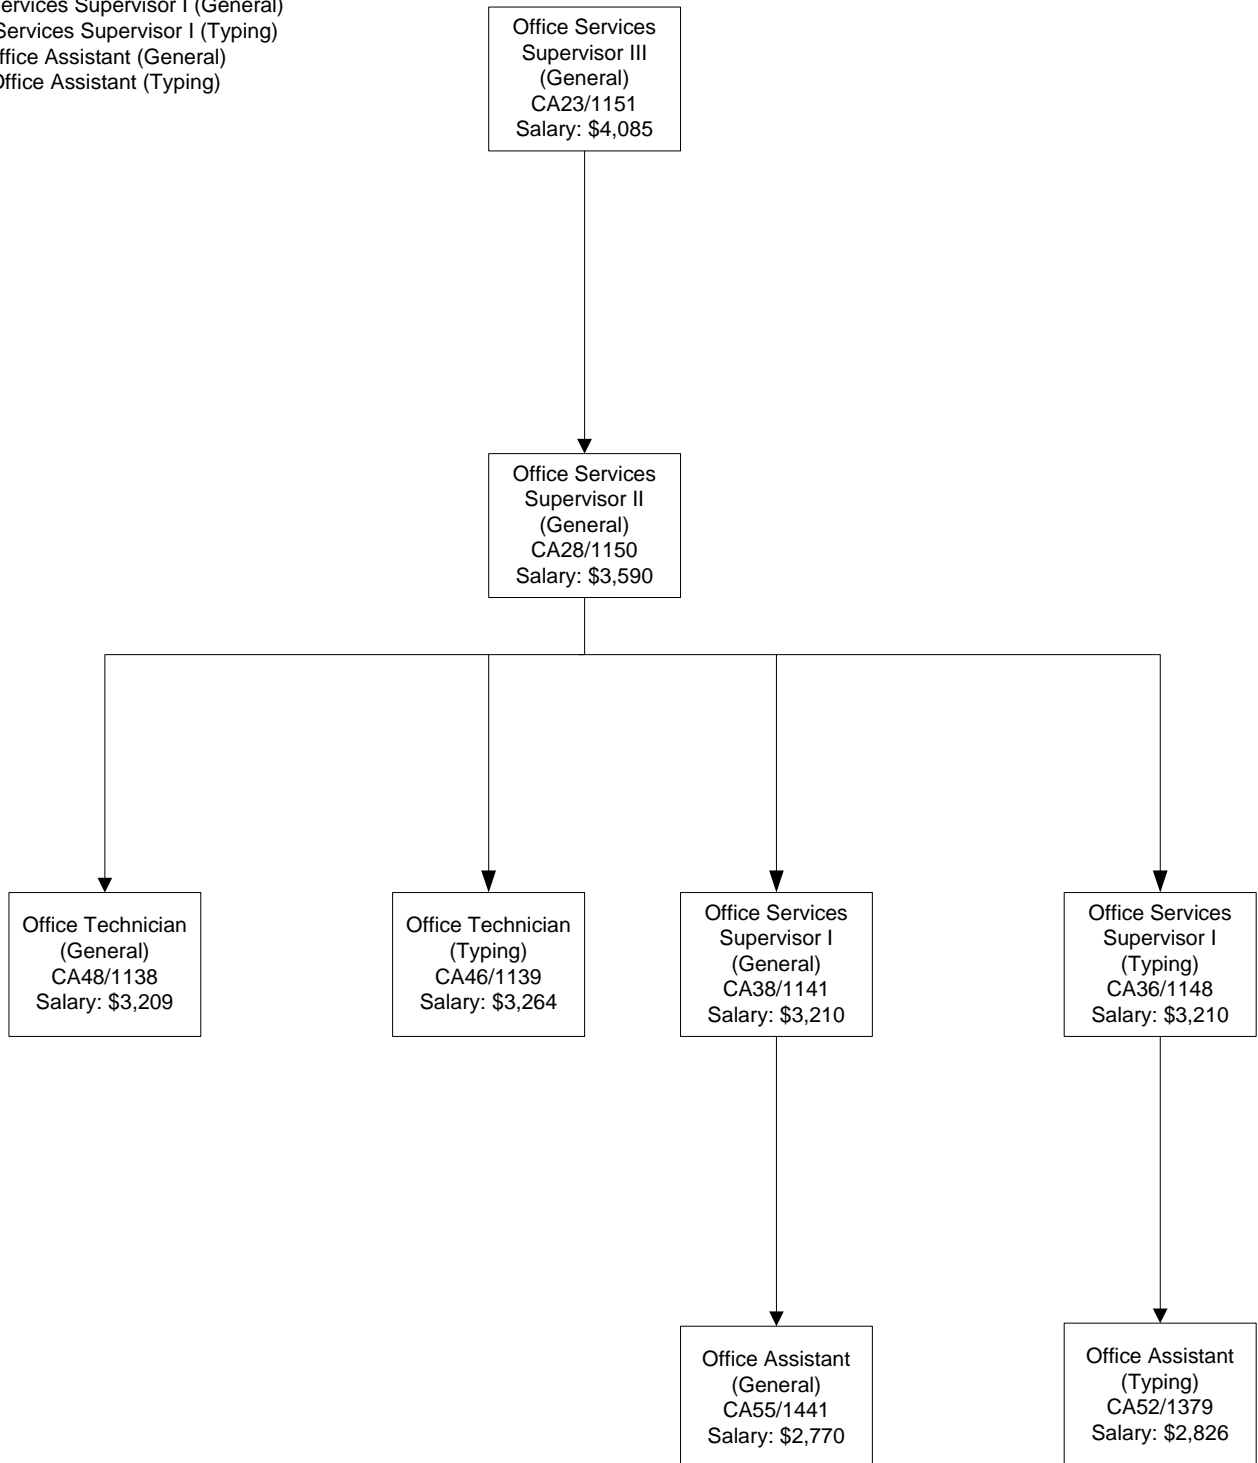 Services Supervisor I (General)
Services Supervisor I (Typing)
Office Assistant (General)
Office Assistant (Typing)
Office Services
Supervisor III
(General)
CA23/1151
Salary: $4,085
Office Services
Supervisor II
(General)
CA28/1150
Salary: $3,590
Office Technician
(General)
CA48/1138
Salary: $3,209
Office Technician
(Typing)
CA46/1139
Salary: $3,264
Office Services
Supervisor I
(General)
CA38/1141
Salary: $3,210
Office Services
Supervisor I
(Typing)
CA36/1148
Salary: $3,210
Office Assistant
(General)
CA55/1441
Salary: $2,770
Office Assistant
(Typing)
CA52/1379
Salary: $2,826